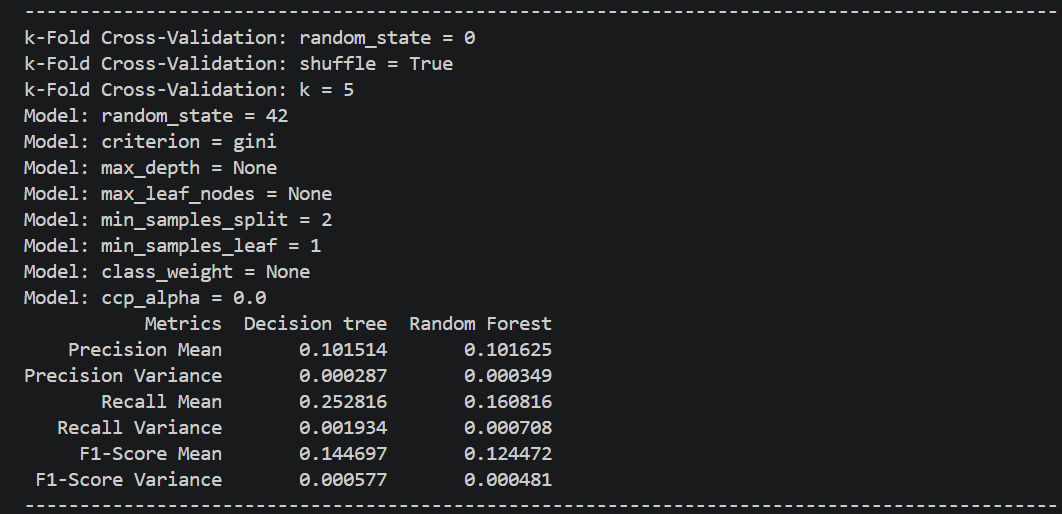 ------------------------------------------------------------------------------------------------
k-Fold Cross-Validation: random_state = 0
k-Fold Cross-Validation: shuffle = True
k-Fold Cross-Validation: k = 5
Model: random_state = 42
Model: criterion = gini
Model: max_depth = None
Model: max_leaf_nodes = None
Model: min_samples_split = 2
Model: min_samples_leaf = 1
Model: class_weight = None
Model: ccp_alpha = 0.0
           Metrics  Decision tree  Random Forest
    Precision Mean       0.101514       0.101625
Precision Variance       0.000287       0.000349
       Recall Mean       0.252816       0.160816
   Recall Variance       0.001934       0.000708
     F1-Score Mean       0.144697       0.124472
 F1-Score Variance       0.000577       0.000481
------------------------------------------------------------------------------------------------